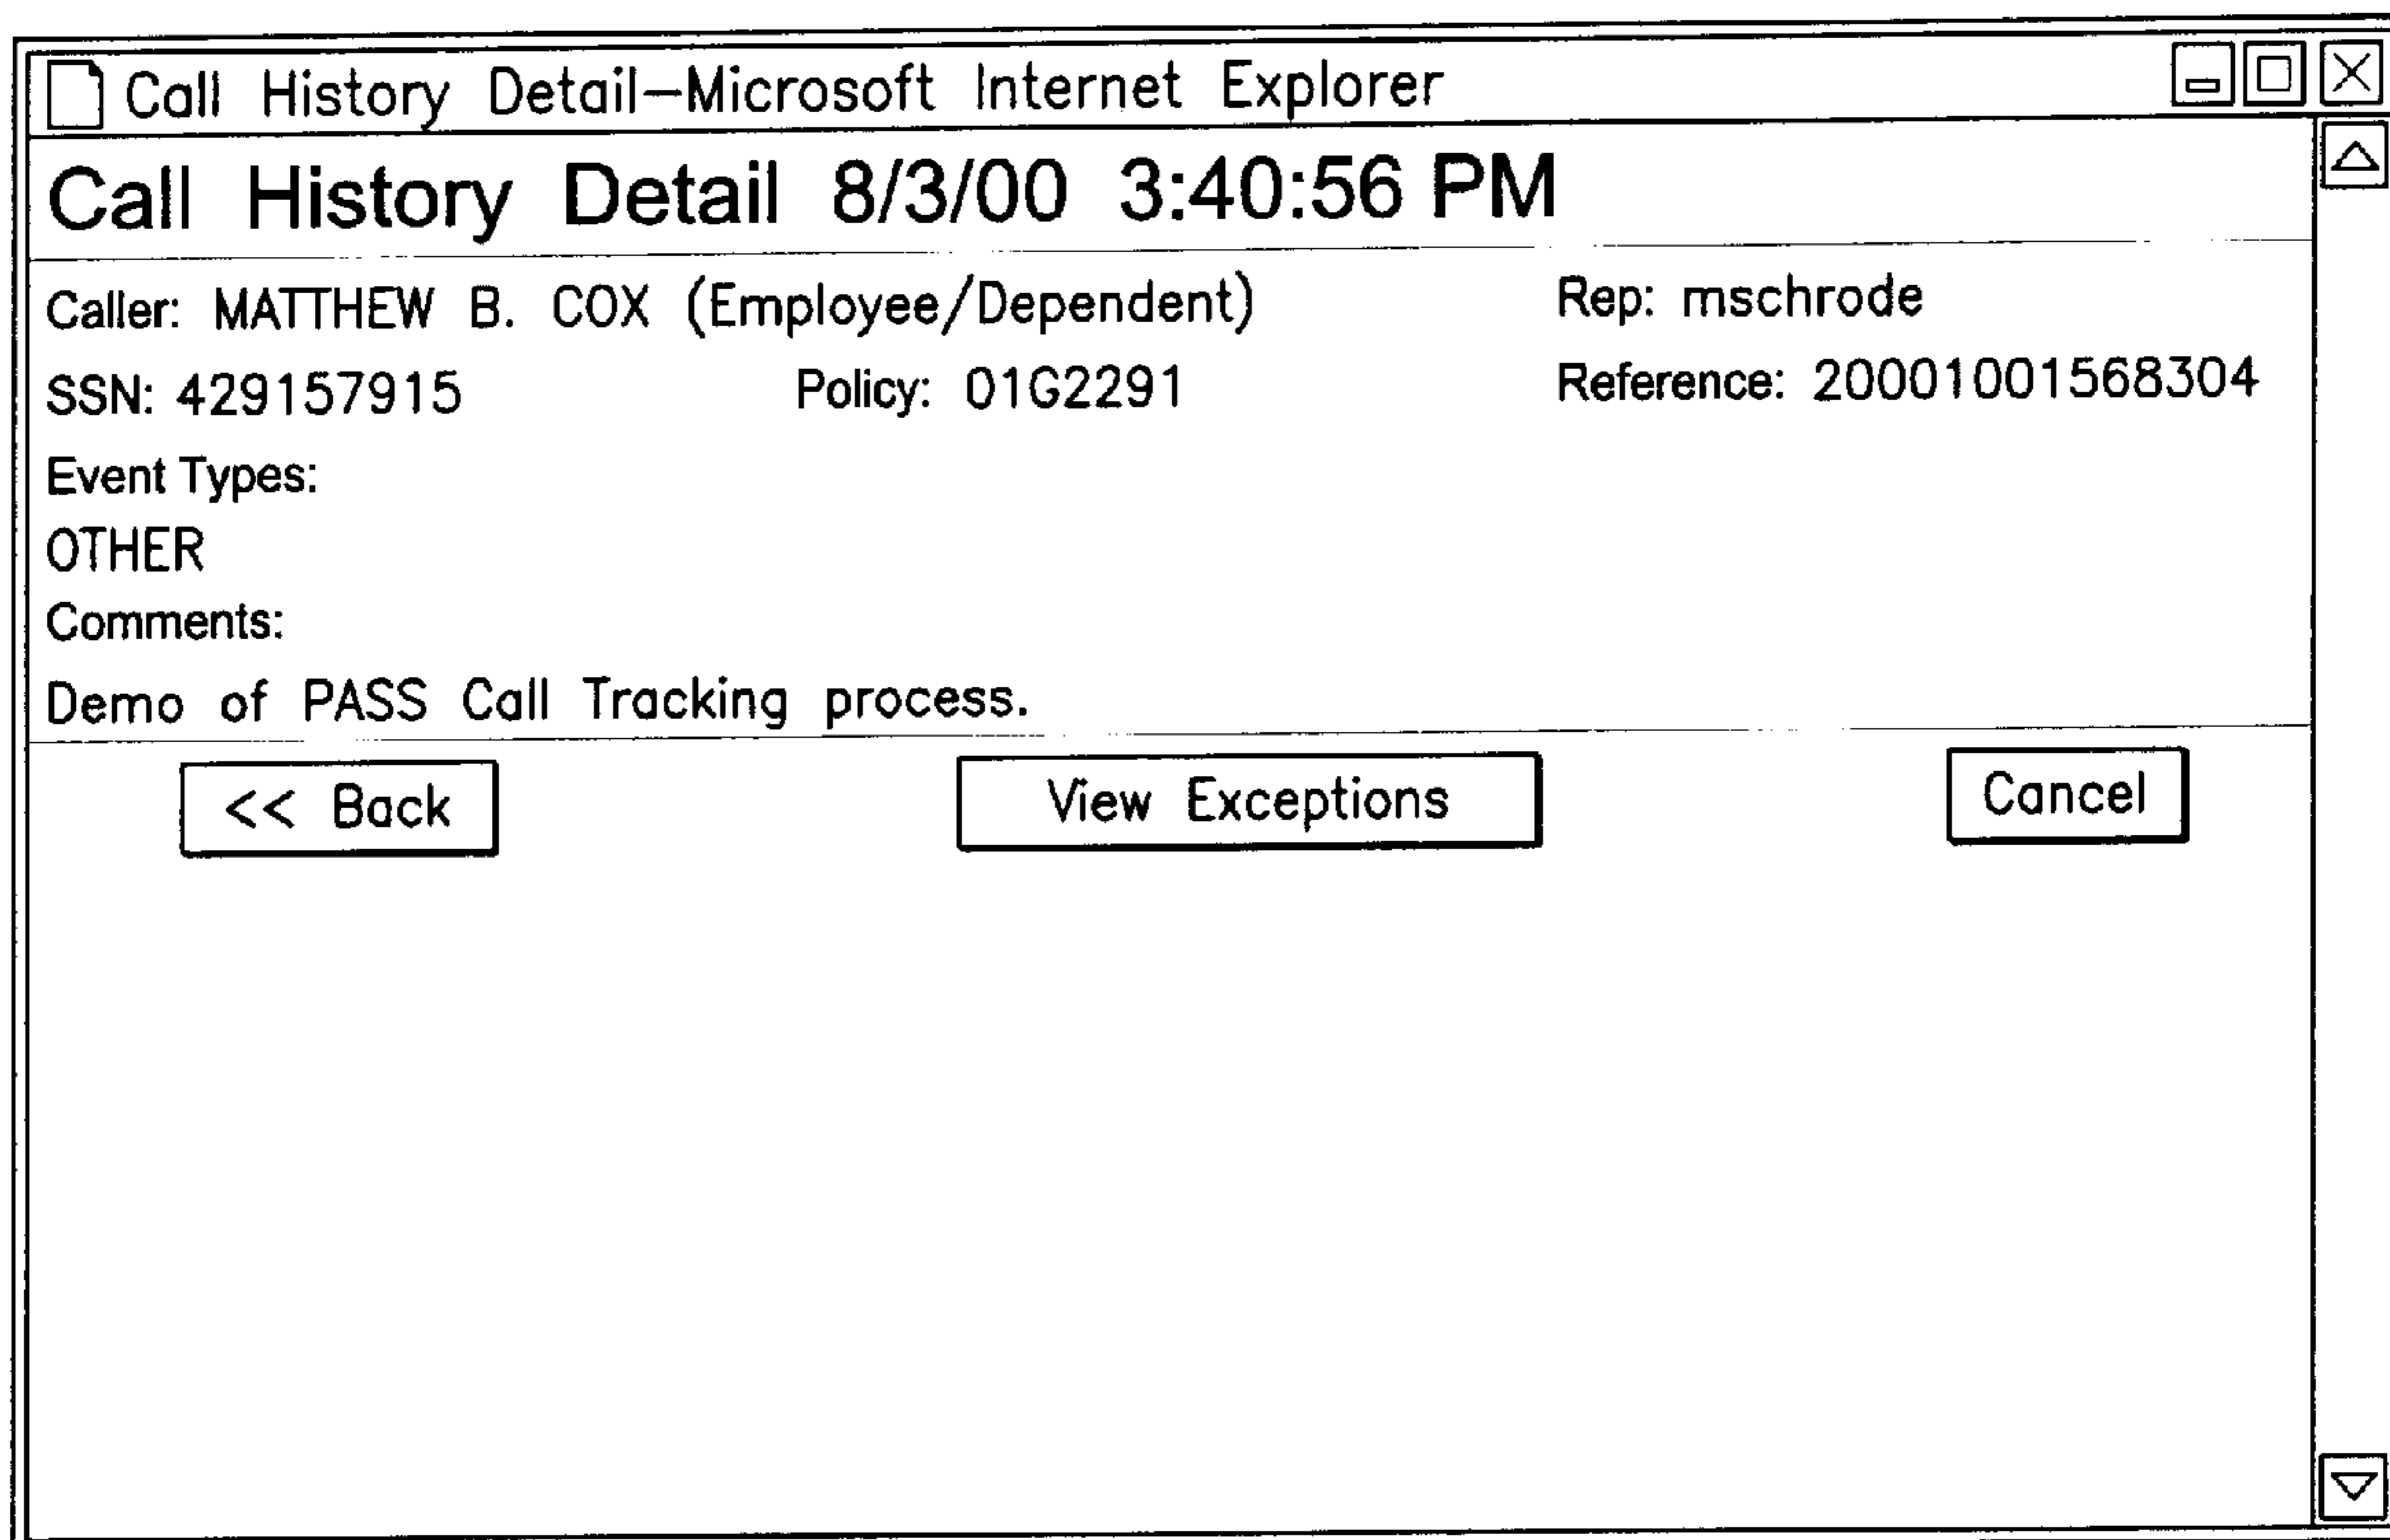 Call History Detail—Microsoft Internet Explorer
Call History Detail 8/3/00 3:40:56 PM
Caller: MATTHEW B. COX (Employee/Dependent) Rep: mschrode
SSN: 429157915 Policy: 01G2291 Reference: 20001001568304
Event Types:
OTHER
Comments:
Demo of PASS Call Tracking process.
<< Back View Exceptions Cancel